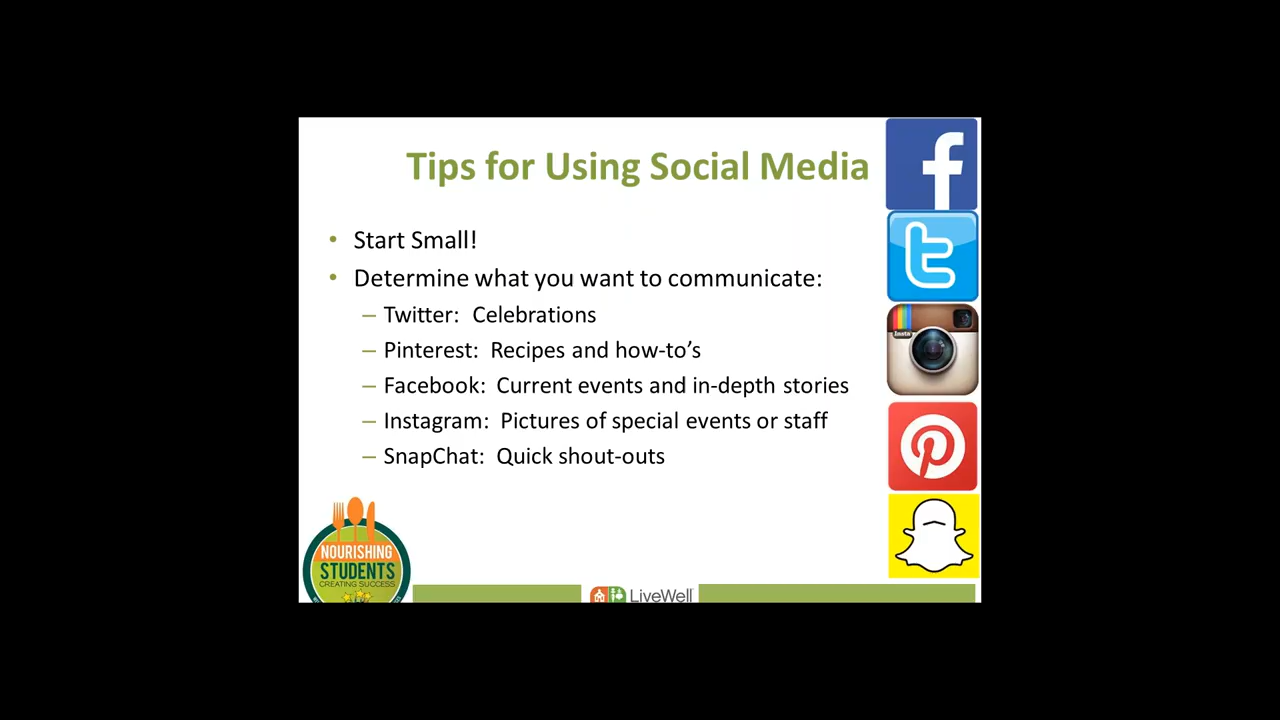 Tips for Using Social Media
• Start Small!
• Determine what you want to communicate:
– Twitter:  Celebrations
– Pinterest:  Recipes and how-to’s
– Facebook:  Current events and in-depth stories
– Instagram:  Pictures of special events or staff
– SnapChat:  Quick shout-outs
Insta
NOURISHING
STUDENTS
CREATING SUCCESS
LiveWell